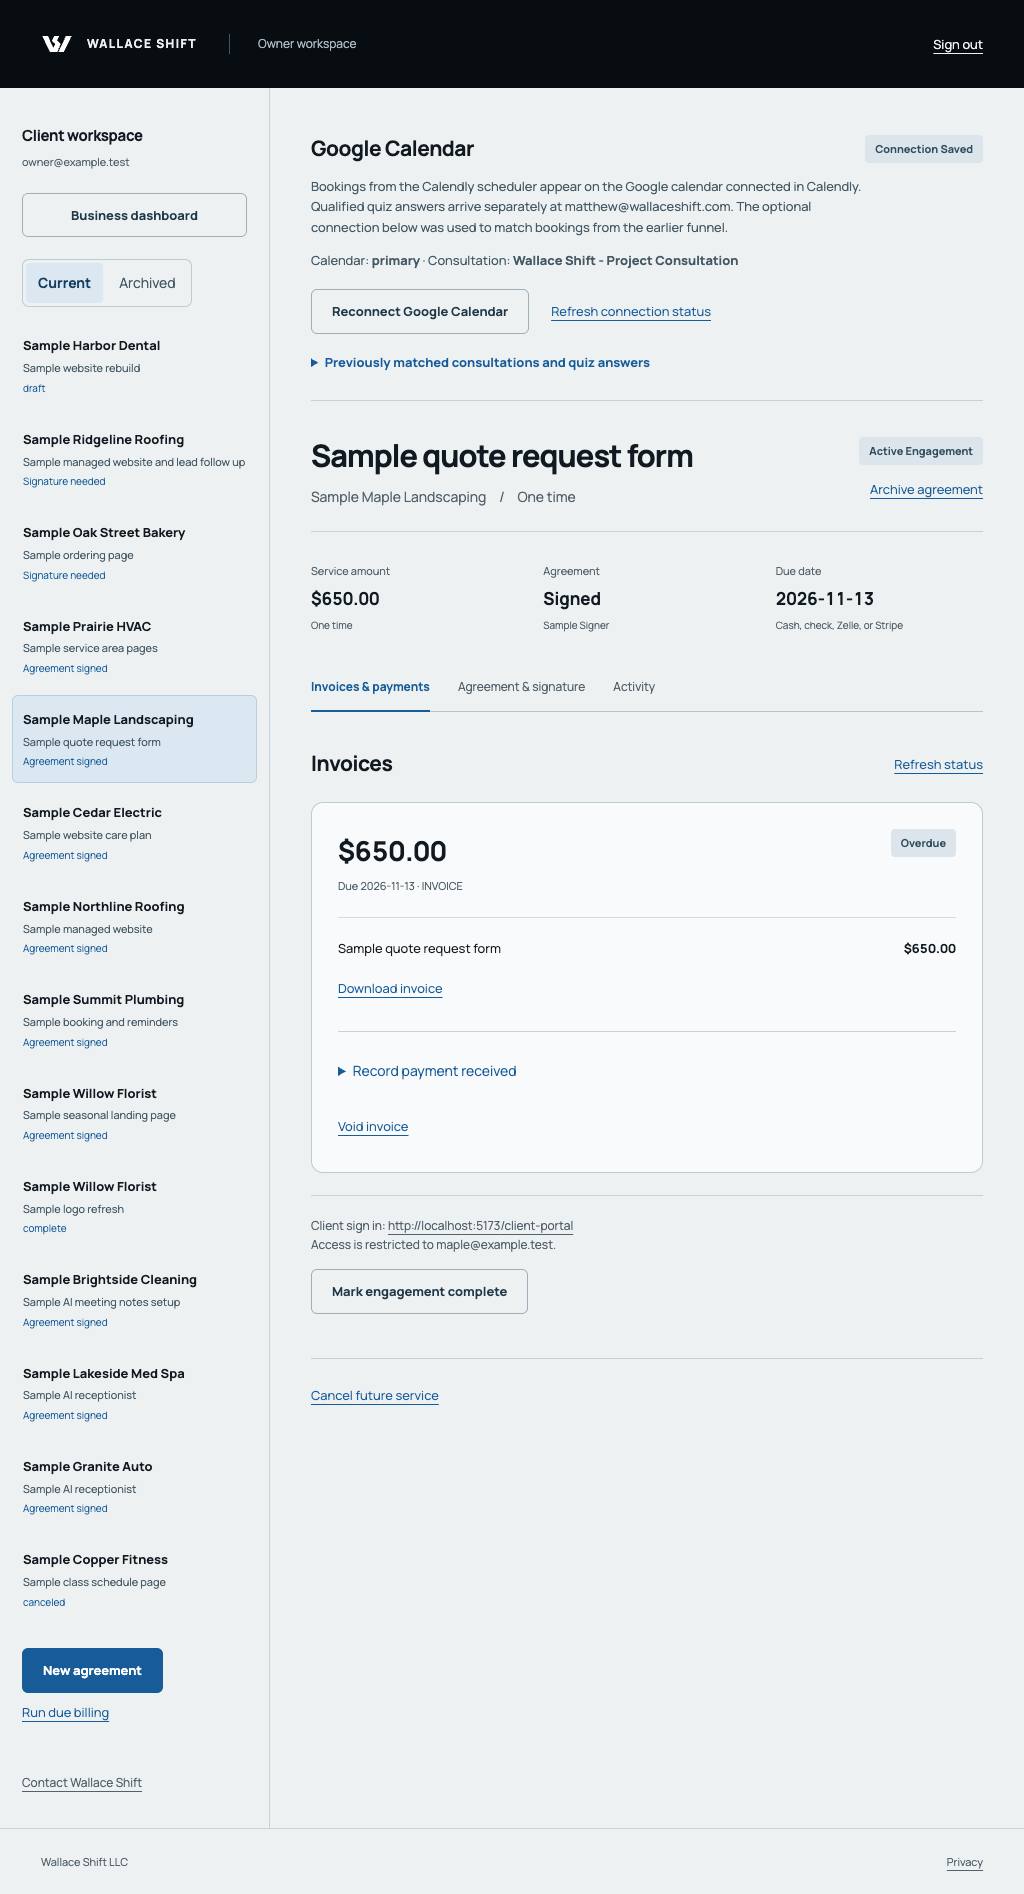 WALLACE SHIFT
Owner workspace
Sign out
Client workspace
owner@example.test
Business dashboard
Current
Archived
Sample Harbor Dental
Sample website rebuild
draft
Sample Ridgeline Roofing
Sample managed website and lead follow up
Signature needed
Sample Oak Street Bakery
Sample ordering page
Signature needed
Sample Prairie HVAC
Sample service area pages
Agreement signed
Sample Maple Landscaping
Sample quote request form
Agreement signed
Sample Cedar Electric
Sample website care plan
Agreement signed
Sample Northline Roofing
Sample managed website
Agreement signed
Sample Summit Plumbing
Sample booking and reminders
Agreement signed
Sample Willow Florist
Sample seasonal landing page
Agreement signed
Sample Willow Florist
Sample logo refresh
complete
Sample Brightside Cleaning
Sample AI meeting notes setup
Agreement signed
Sample Lakeside Med Spa
Sample AI receptionist
Agreement signed
Sample Granite Auto
Sample AI receptionist
Agreement signed
Sample Copper Fitness
Sample class schedule page
canceled
New agreement
Run due billing
Contact Wallace Shift
Google Calendar
Connection Saved
Bookings from the Calendly scheduler appear on the Google calendar connected in Calendly.
Qualified quiz answers arrive separately at matthew@wallaceshift.com. The optional
connection below was used to match bookings from the earlier funnel.
Calendar: primary · Consultation: Wallace Shift - Project Consultation
Reconnect Google Calendar
Refresh connection status
Previously matched consultations and quiz answers
Sample quote request form
Active Engagement
Sample Maple Landscaping / One time
Archive agreement
Service amount
$650.00
One time
Agreement
Signed
Sample Signer
Due date
2026-11-13
Cash, check, Zelle, or Stripe
Invoices & payments
Agreement & signature
Activity
Invoices
Refresh status
$650.00
Overdue
Due 2026-11-13 · INVOICE
Sample quote request form $650.00
Download invoice
Record payment received
Void invoice
Client sign in: http://localhost:5173/client-portal
Access is restricted to maple@example.test.
Mark engagement complete
Cancel future service
Wallace Shift LLC
Privacy